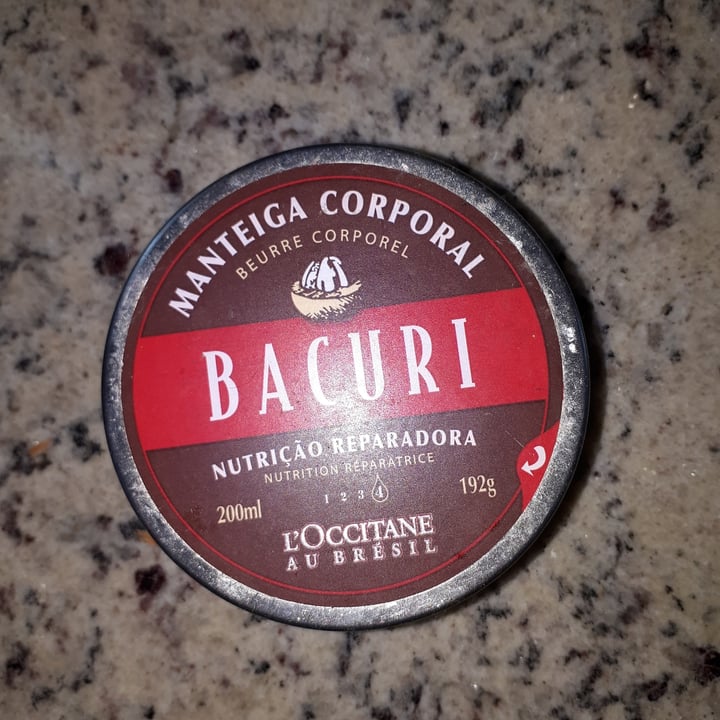 MANTEIGA CORPORAL
BEURRE CORPOREL
BACURI
NUTRIÇÃO REPARADORA
NUTRITION RÉPARATRICE
1 2 3 4
200ml
192g
L'OCCITANE
AU BRÉSIL